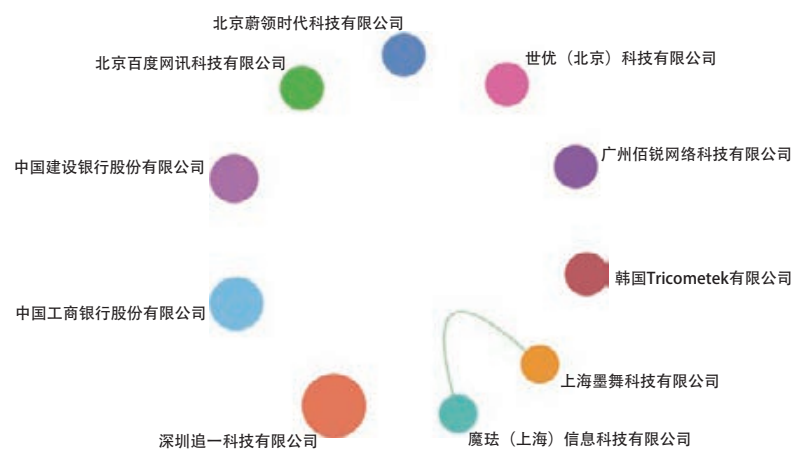 北京蔚领时代科技有限公司
北京百度网讯科技有限公司
世优（北京）科技有限公司
中国建设银行股份有限公司
广州佰锐网络科技有限公司
韩国Tricometek有限公司
中国工商银行股份有限公司
上海墨舞科技有限公司
深圳追一科技有限公司
魔珐（上海）信息科技有限公司